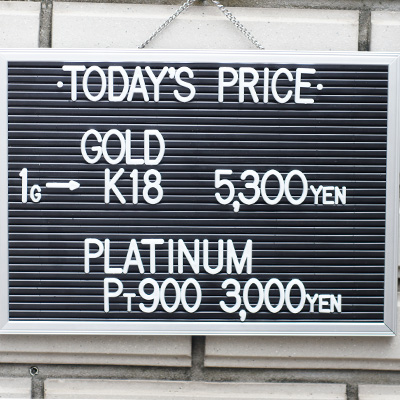 ·TODAY'S PRICE·
GOLD
1G→ K18 5,300YEN
PLATINUM
PT900 3,000YEN